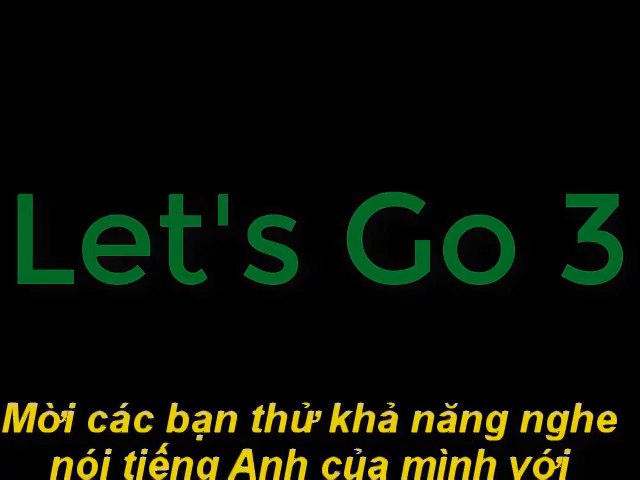 Let's Go 3
Mời các bạn thử khả năng nghe
nói tiếng Anh của mình với